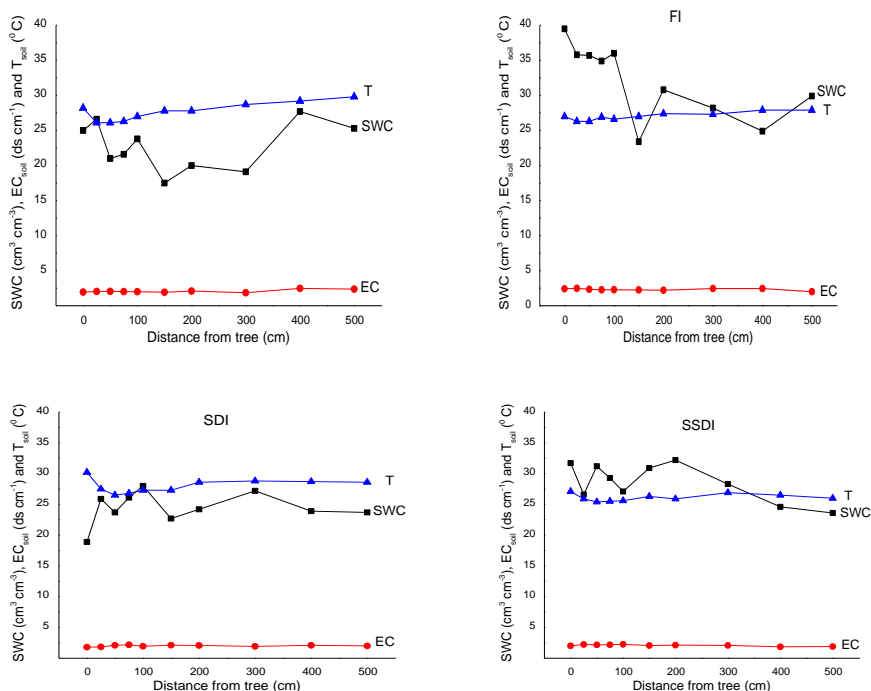 40
35
30
25
20
15
10
5
SWC (cm³ cm⁻³), EC_soil (ds cm⁻¹) and T_soil (⁰C)
T
SWC
EC
0 100 200 300 400 500
Distance from tree (cm)
FI
40
35
30
25
20
15
10
5
0
SWC (cm³ cm⁻³), EC_soil (ds cm⁻¹) and T_soil (⁰C)
SWC
T
EC
0 100 200 300 400 500
Distance from tree (cm)
SDI
40
35
30
25
20
15
10
5
SWC (cm³ cm⁻³), EC_soil (ds cm⁻¹) and T_soil (⁰C)
T
SWC
EC
0 100 200 300 400 500
Distance from tree (cm)
SSDI
40
35
30
25
20
15
10
5
SWC (cm³ cm⁻³), EC_soil (ds cm⁻¹) and T_soil (⁰C)
T
SWC
EC
0 100 200 300 400 500
Distance from tree (cm)